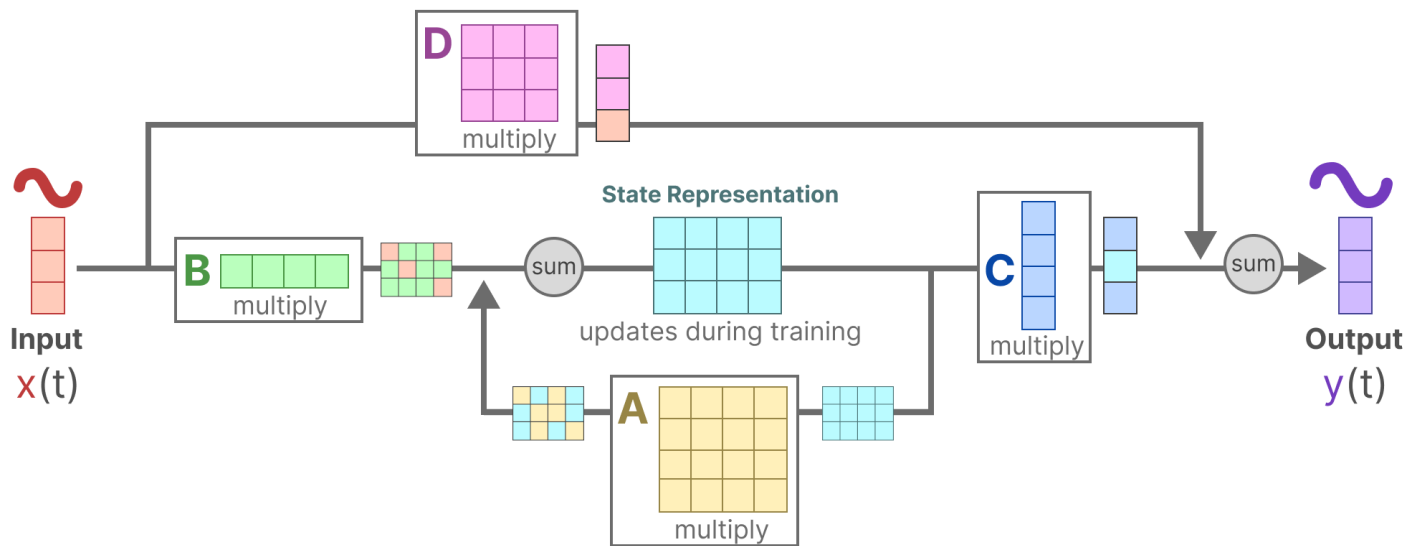 D
multiply
State Representation
B
multiply
sum
updates during training
C
multiply
sum
Input
x(t)
Output
y(t)
A
multiply